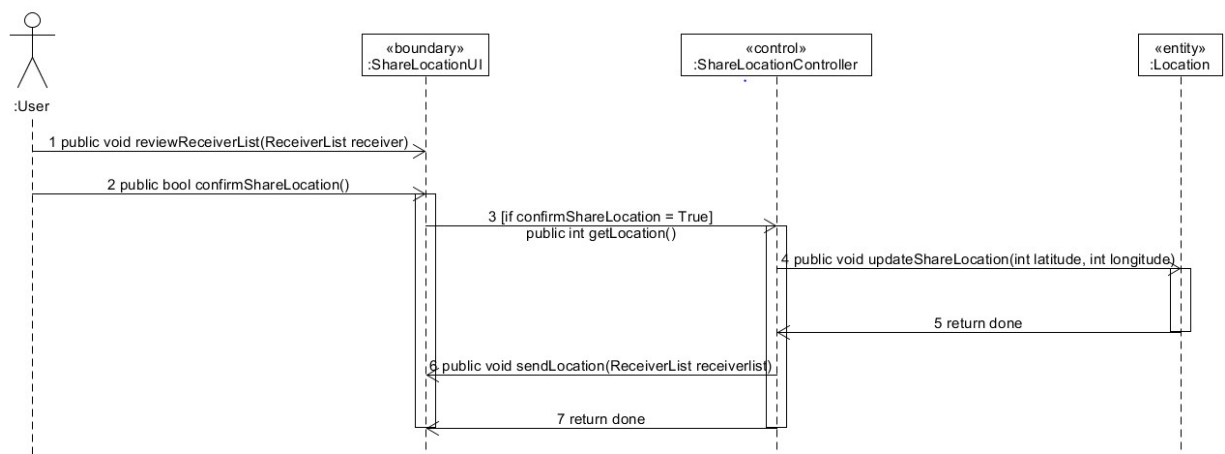 «boundary»
:ShareLocationUI
«control»
:ShareLocationController
«entity»
:Location
:User
1 public void reviewReceiverList(ReceiverList receiver)
2 public bool confirmShareLocation()
3 [if confirmShareLocation = True]
public int getLocation()
4 public void updateShareLocation(int latitude, int longitude)
5 return done
6 public void sendLocation(ReceiverList receiverlist)
7 return done